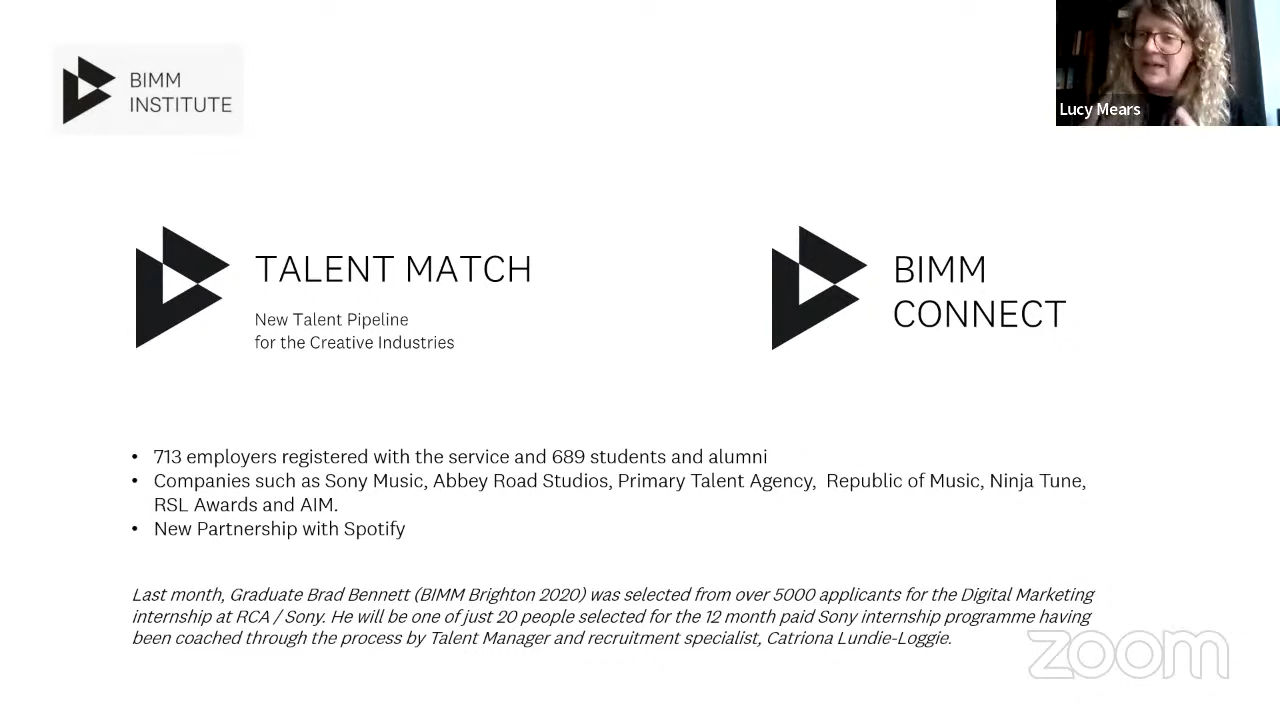 BIMM
INSTITUTE
Lucy Mears
TALENT MATCH
New Talent Pipeline
for the Creative Industries
BIMM
CONNECT
• 713 employers registered with the service and 689 students and alumni
• Companies such as Sony Music, Abbey Road Studios, Primary Talent Agency, Republic of Music, Ninja Tune,
RSL Awards and AIM.
• New Partnership with Spotify
Last month, Graduate Brad Bennett (BIMM Brighton 2020) was selected from over 5000 applicants for the Digital Marketing
internship at RCA / Sony. He will be one of just 20 people selected for the 12 month paid Sony internship programme having
been coached through the process by Talent Manager and recruitment specialist, Catriona Lundie-Loggie.
zoom